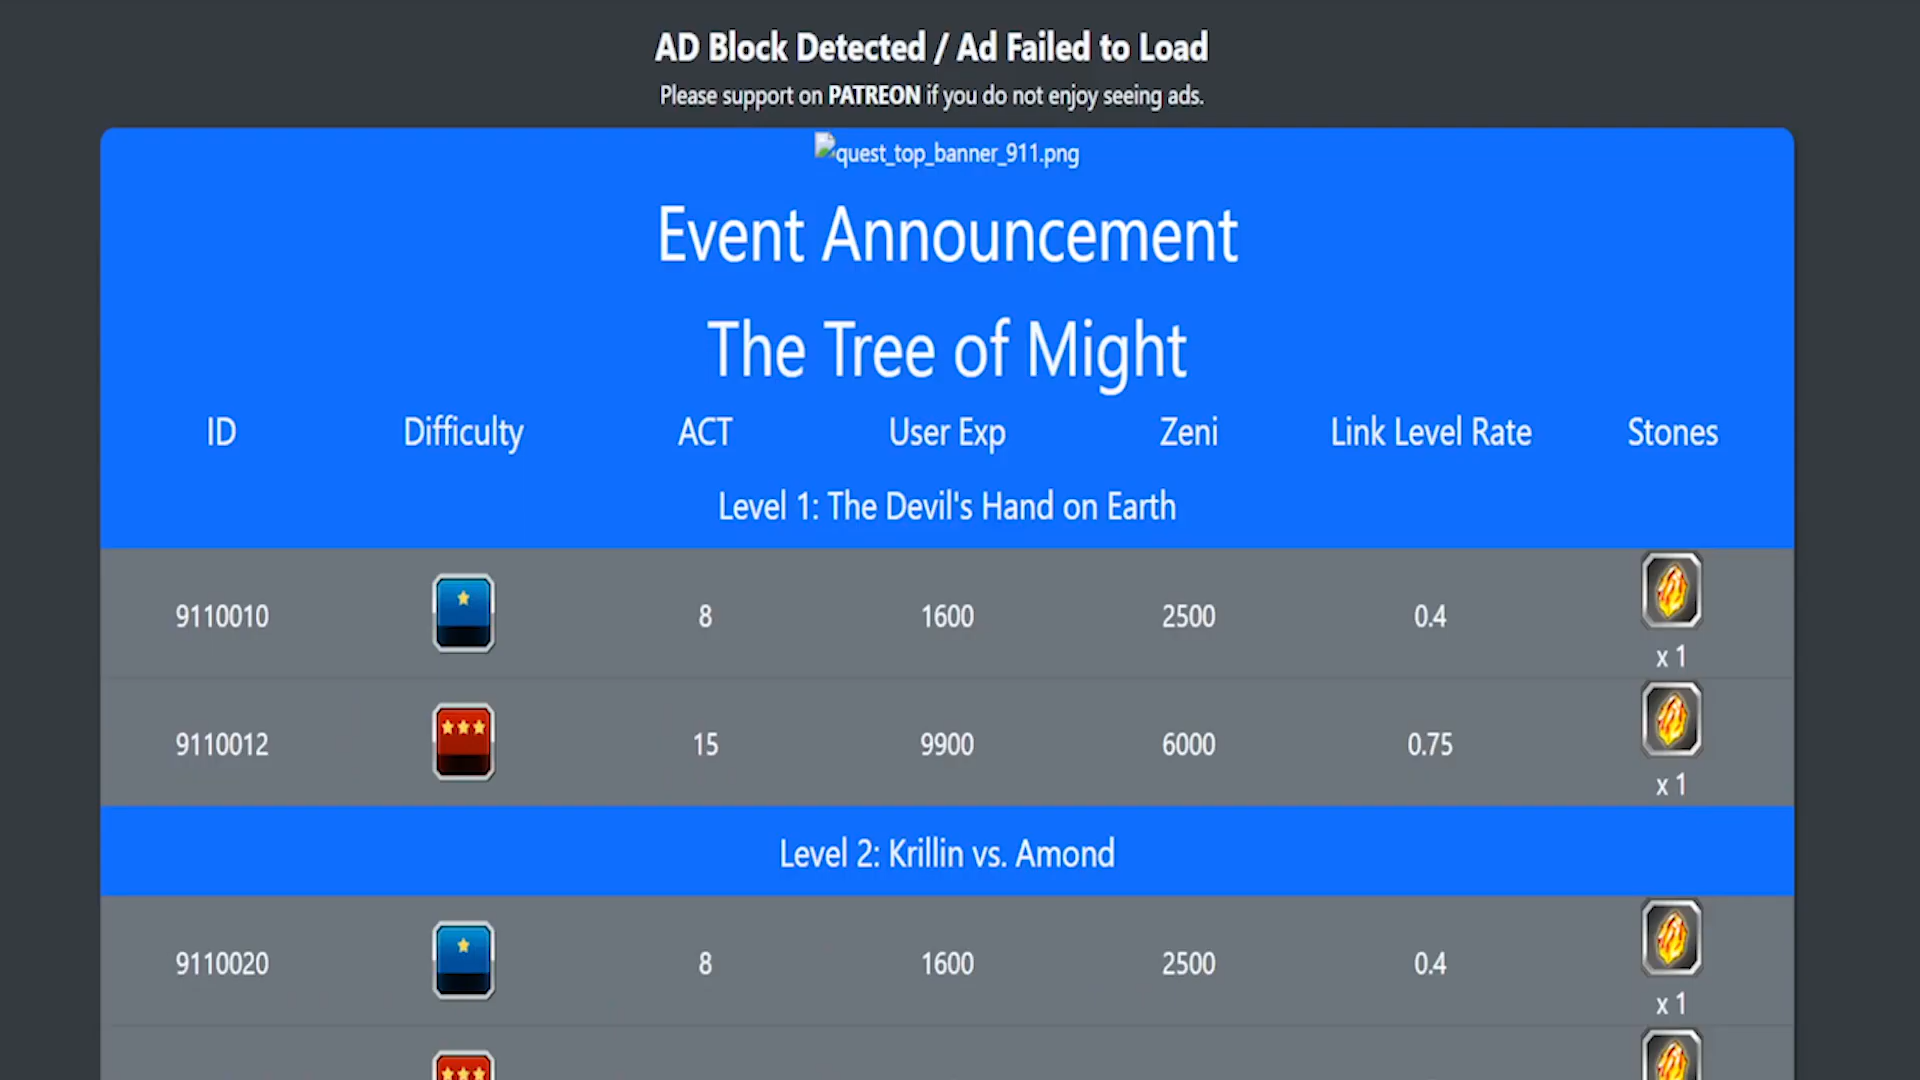 AD Block Detected / Ad Failed to Load
Please support on PATREON if you do not enjoy seeing ads.
quest_top_banner_911.png
Event Announcement
The Tree of Might
ID Difficulty ACT User Exp Zeni Link Level Rate Stones
Level 1: The Devil's Hand on Earth
9110010 8 1600 2500 0.4 x 1
9110012 15 9900 6000 0.75 x 1
Level 2: Krillin vs. Amond
9110020 8 1600 2500 0.4 x 1